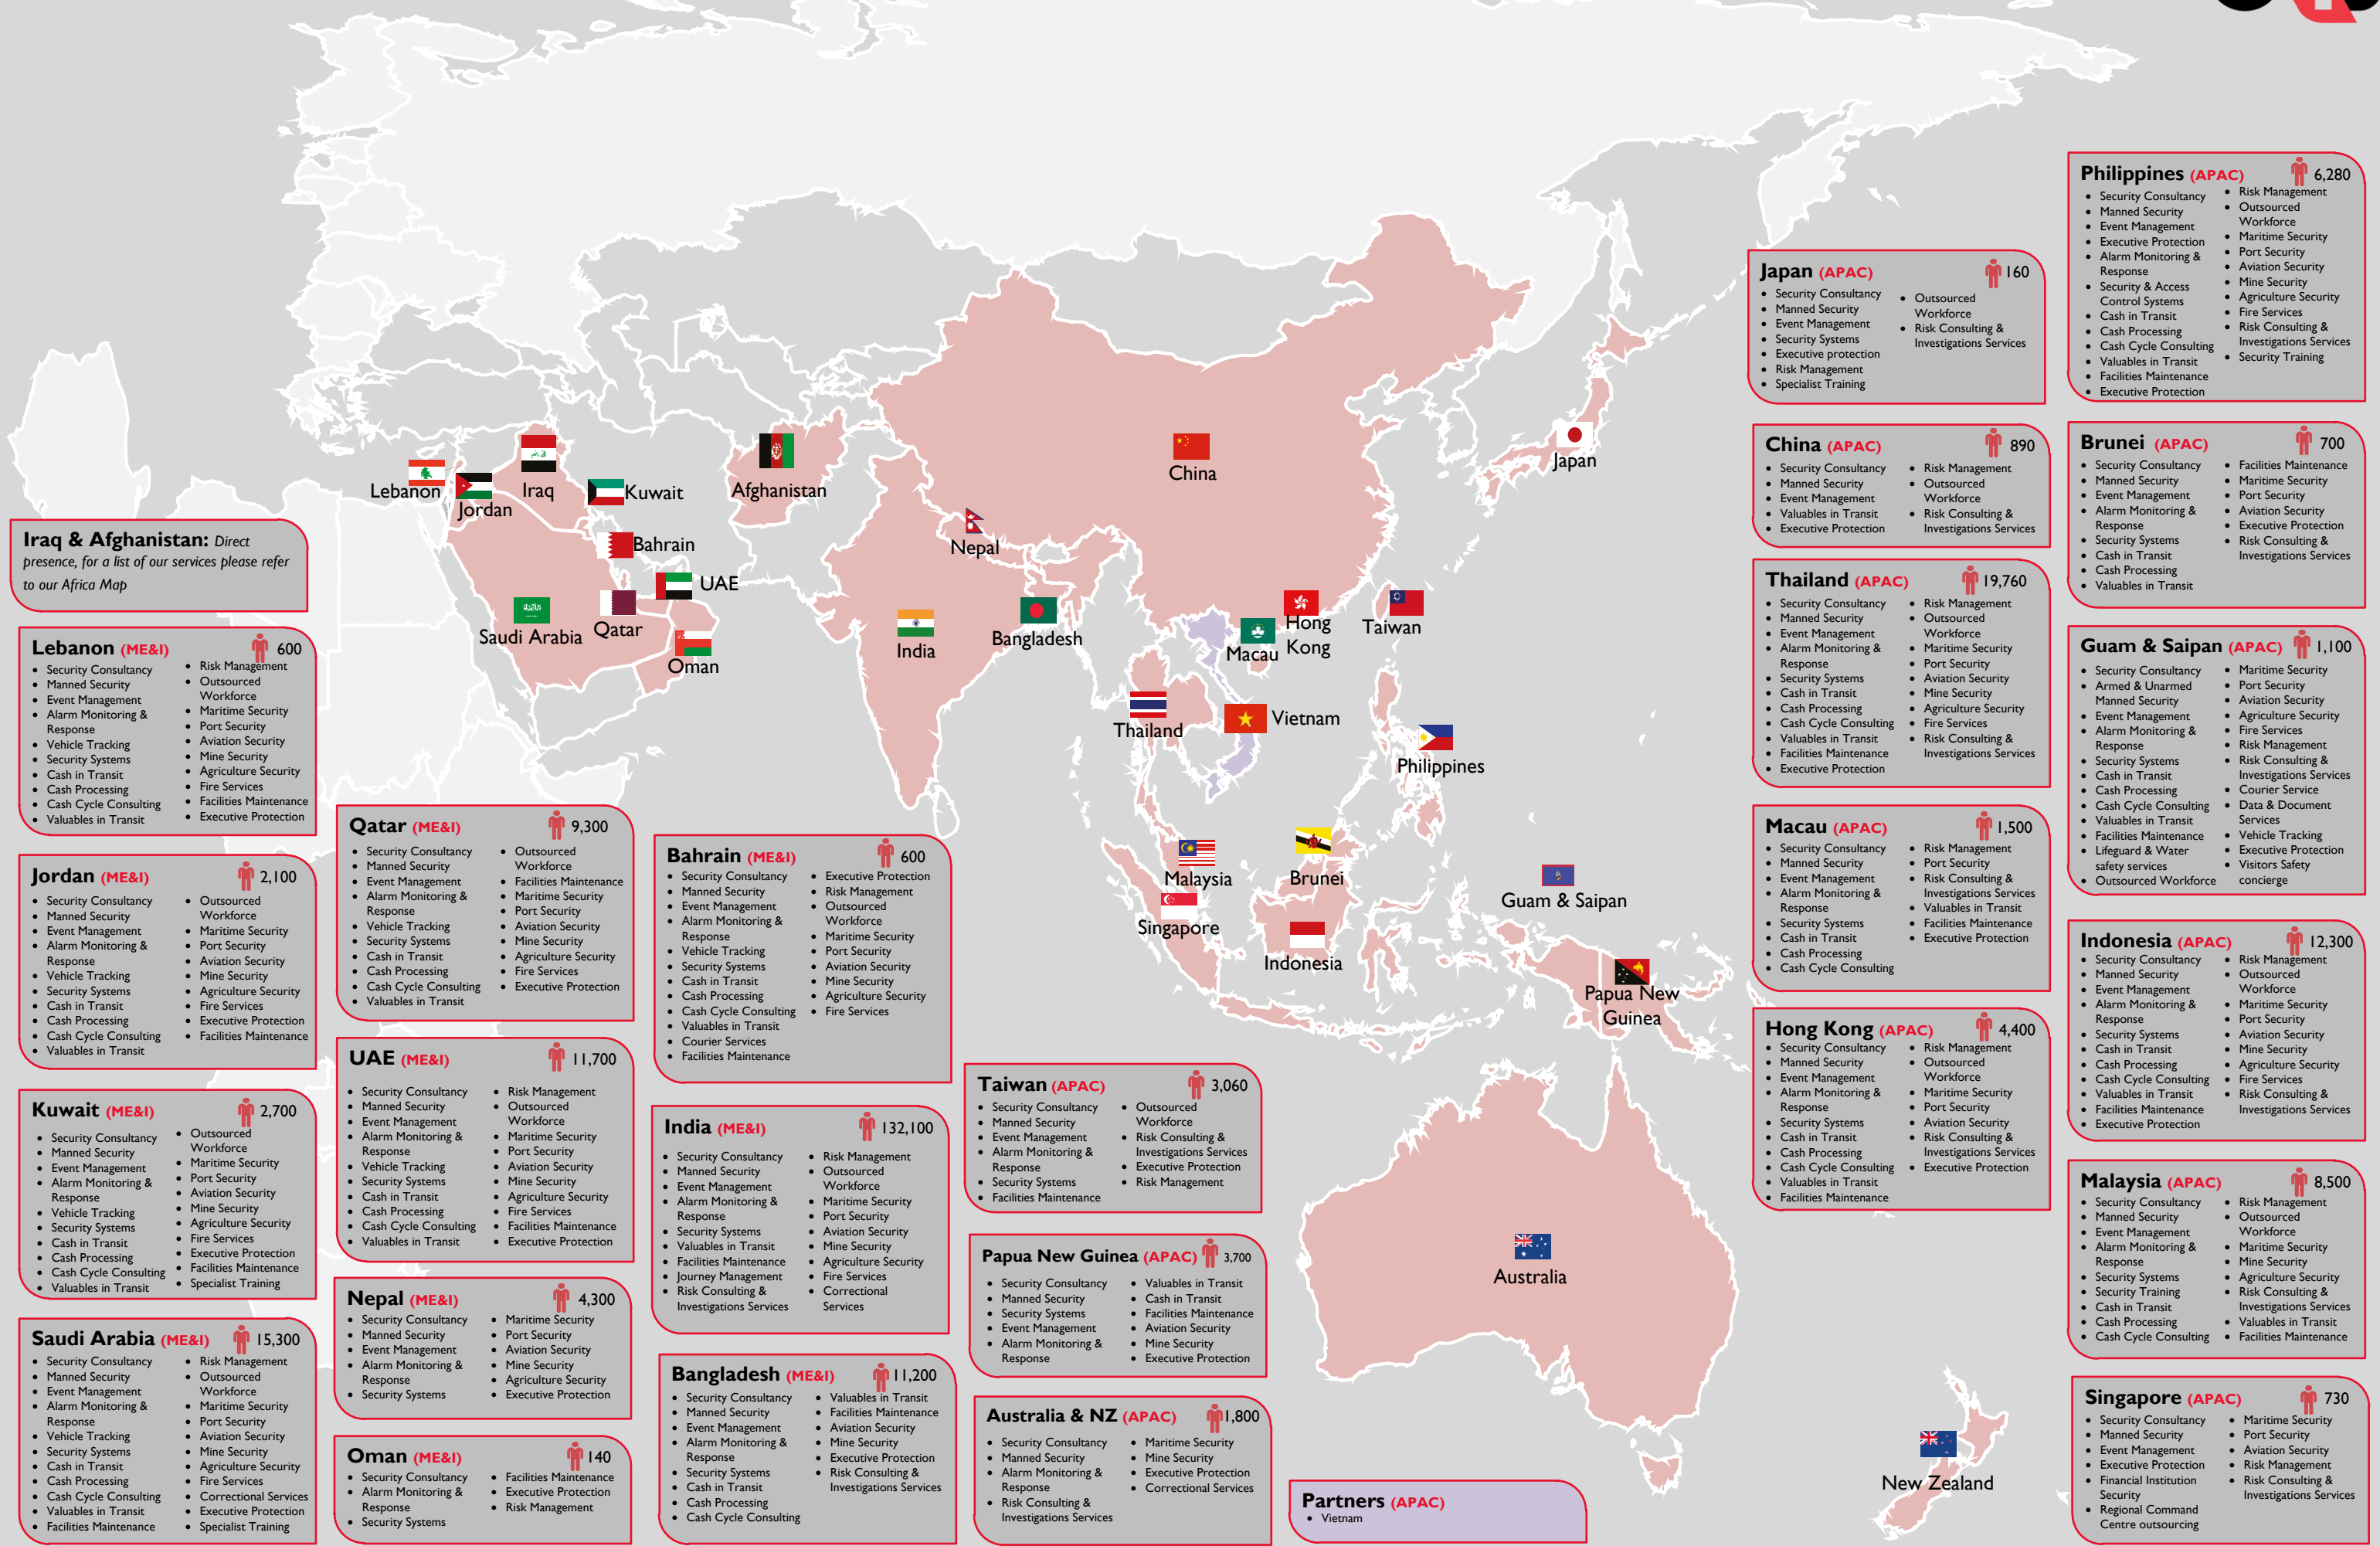 Lebanon
Jordan
Iraq
Kuwait
Bahrain
UAE
Saudi Arabia
Qatar
Oman
Afghanistan
Nepal
India
Bangladesh
China
Japan
Hong
Kong
Macau
Taiwan
Thailand
Vietnam
Philippines
Malaysia
Brunei
Singapore
Indonesia
Guam & Saipan
Papua New
Guinea
Australia
New Zealand
Iraq & Afghanistan: Direct
presence, for a list of our services please refer
to our Africa Map
Lebanon (ME&I) 600
• Security Consultancy
• Manned Security
• Event Management
• Alarm Monitoring &
Response
• Vehicle Tracking
• Security Systems
• Cash in Transit
• Cash Processing
• Cash Cycle Consulting
• Valuables in Transit
• Risk Management
• Outsourced
Workforce
• Maritime Security
• Port Security
• Aviation Security
• Mine Security
• Agriculture Security
• Fire Services
• Facilities Maintenance
• Executive Protection
Jordan (ME&I) 2,100
• Security Consultancy
• Manned Security
• Event Management
• Alarm Monitoring &
Response
• Vehicle Tracking
• Security Systems
• Cash in Transit
• Cash Processing
• Cash Cycle Consulting
• Valuables in Transit
• Outsourced
Workforce
• Maritime Security
• Port Security
• Aviation Security
• Mine Security
• Agriculture Security
• Fire Services
• Executive Protection
• Facilities Maintenance
Kuwait (ME&I) 2,700
• Security Consultancy
• Manned Security
• Event Management
• Alarm Monitoring &
Response
• Vehicle Tracking
• Security Systems
• Cash in Transit
• Cash Processing
• Cash Cycle Consulting
• Valuables in Transit
• Outsourced
Workforce
• Maritime Security
• Port Security
• Aviation Security
• Mine Security
• Agriculture Security
• Fire Services
• Executive Protection
• Facilities Maintenance
• Specialist Training
Saudi Arabia (ME&I) 15,300
• Security Consultancy
• Manned Security
• Event Management
• Alarm Monitoring &
Response
• Vehicle Tracking
• Security Systems
• Cash in Transit
• Cash Processing
• Cash Cycle Consulting
• Valuables in Transit
• Facilities Maintenance
• Risk Management
• Outsourced
Workforce
• Maritime Security
• Port Security
• Aviation Security
• Mine Security
• Agriculture Security
• Fire Services
• Correctional Services
• Executive Protection
• Specialist Training
Qatar (ME&I) 9,300
• Security Consultancy
• Manned Security
• Event Management
• Alarm Monitoring &
Response
• Vehicle Tracking
• Security Systems
• Cash in Transit
• Cash Processing
• Cash Cycle Consulting
• Valuables in Transit
• Outsourced
Workforce
• Facilities Maintenance
• Maritime Security
• Port Security
• Aviation Security
• Mine Security
• Agriculture Security
• Fire Services
• Executive Protection
UAE (ME&I) 11,700
• Security Consultancy
• Manned Security
• Event Management
• Alarm Monitoring &
Response
• Vehicle Tracking
• Security Systems
• Cash in Transit
• Cash Processing
• Cash Cycle Consulting
• Valuables in Transit
• Risk Management
• Outsourced
Workforce
• Maritime Security
• Port Security
• Aviation Security
• Mine Security
• Agriculture Security
• Fire Services
• Facilities Maintenance
• Executive Protection
Nepal (ME&I) 4,300
• Security Consultancy
• Manned Security
• Event Management
• Alarm Monitoring &
Response
• Security Systems
• Maritime Security
• Port Security
• Aviation Security
• Mine Security
• Agriculture Security
• Executive Protection
Oman (ME&I) 140
• Security Consultancy
• Alarm Monitoring &
Response
• Security Systems
• Facilities Maintenance
• Executive Protection
• Risk Management
Bahrain (ME&I) 600
• Security Consultancy
• Manned Security
• Event Management
• Alarm Monitoring &
Response
• Vehicle Tracking
• Security Systems
• Cash in Transit
• Cash Processing
• Cash Cycle Consulting
• Valuables in Transit
• Courier Services
• Facilities Maintenance
• Executive Protection
• Risk Management
• Outsourced
Workforce
• Maritime Security
• Port Security
• Aviation Security
• Mine Security
• Agriculture Security
• Fire Services
India (ME&I) 132,100
• Security Consultancy
• Manned Security
• Event Management
• Alarm Monitoring &
Response
• Security Systems
• Valuables in Transit
• Facilities Maintenance
• Journey Management
• Risk Consulting &
Investigations Services
• Risk Management
• Outsourced
Workforce
• Maritime Security
• Port Security
• Aviation Security
• Mine Security
• Agriculture Security
• Fire Services
• Correctional
Services
Bangladesh (ME&I) 11,200
• Security Consultancy
• Manned Security
• Event Management
• Alarm Monitoring &
Response
• Security Systems
• Cash in Transit
• Cash Processing
• Cash Cycle Consulting
• Valuables in Transit
• Facilities Maintenance
• Aviation Security
• Mine Security
• Executive Protection
• Risk Consulting &
Investigations Services
Taiwan (APAC) 3,060
• Security Consultancy
• Manned Security
• Event Management
• Alarm Monitoring &
Response
• Security Systems
• Facilities Maintenance
• Outsourced
Workforce
• Risk Consulting &
Investigations Services
• Executive Protection
• Risk Management
Papua New Guinea (APAC) 3,700
• Security Consultancy
• Manned Security
• Security Systems
• Event Management
• Alarm Monitoring &
Response
• Valuables in Transit
• Cash in Transit
• Facilities Maintenance
• Aviation Security
• Mine Security
• Executive Protection
Australia & NZ (APAC) 1,800
• Security Consultancy
• Manned Security
• Alarm Monitoring &
Response
• Risk Consulting &
Investigations Services
• Maritime Security
• Mine Security
• Executive Protection
• Correctional Services
Partners (APAC)
• Vietnam
Japan (APAC) 160
• Security Consultancy
• Manned Security
• Event Management
• Security Systems
• Executive protection
• Risk Management
• Specialist Training
• Outsourced
Workforce
• Risk Consulting &
Investigations Services
China (APAC) 890
• Security Consultancy
• Manned Security
• Event Management
• Valuables in Transit
• Executive Protection
• Risk Management
• Outsourced
Workforce
• Risk Consulting &
Investigations Services
Thailand (APAC) 19,760
• Security Consultancy
• Manned Security
• Event Management
• Alarm Monitoring &
Response
• Security Systems
• Cash in Transit
• Cash Processing
• Cash Cycle Consulting
• Valuables in Transit
• Facilities Maintenance
• Executive Protection
• Risk Management
• Outsourced
Workforce
• Maritime Security
• Port Security
• Aviation Security
• Mine Security
• Agriculture Security
• Fire Services
• Risk Consulting &
Investigations Services
Macau (APAC) 1,500
• Security Consultancy
• Manned Security
• Event Management
• Alarm Monitoring &
Response
• Security Systems
• Cash in Transit
• Cash Processing
• Cash Cycle Consulting
• Risk Management
• Port Security
• Risk Consulting &
Investigations Services
• Valuables in Transit
• Facilities Maintenance
• Executive Protection
Hong Kong (APAC) 4,400
• Security Consultancy
• Manned Security
• Event Management
• Alarm Monitoring &
Response
• Security Systems
• Cash in Transit
• Cash Processing
• Cash Cycle Consulting
• Valuables in Transit
• Facilities Maintenance
• Risk Management
• Outsourced
Workforce
• Maritime Security
• Port Security
• Aviation Security
• Risk Consulting &
Investigations Services
• Executive Protection
Philippines (APAC) 6,280
• Security Consultancy
• Manned Security
• Event Management
• Executive Protection
• Alarm Monitoring &
Response
• Security & Access
Control Systems
• Cash in Transit
• Cash Processing
• Cash Cycle Consulting
• Valuables in Transit
• Facilities Maintenance
• Executive Protection
• Risk Management
• Outsourced
Workforce
• Maritime Security
• Port Security
• Aviation Security
• Mine Security
• Agriculture Security
• Fire Services
• Risk Consulting &
Investigations Services
• Security Training
Brunei (APAC) 700
• Security Consultancy
• Manned Security
• Event Management
• Alarm Monitoring &
Response
• Security Systems
• Cash in Transit
• Cash Processing
• Valuables in Transit
• Facilities Maintenance
• Maritime Security
• Port Security
• Aviation Security
• Executive Protection
• Risk Consulting &
Investigations Services
Guam & Saipan (APAC) 1,100
• Security Consultancy
• Armed & Unarmed
Manned Security
• Event Management
• Alarm Monitoring &
Response
• Security Systems
• Cash in Transit
• Cash Processing
• Cash Cycle Consulting
• Valuables in Transit
• Facilities Maintenance
• Lifeguard & Water
safety services
• Outsourced Workforce
• Maritime Security
• Port Security
• Aviation Security
• Agriculture Security
• Fire Services
• Risk Management
• Risk Consulting &
Investigations Services
• Courier Service
• Data & Document
Services
• Vehicle Tracking
• Executive Protection
• Visitors Safety
concierge
Indonesia (APAC) 12,300
• Security Consultancy
• Manned Security
• Event Management
• Alarm Monitoring &
Response
• Security Systems
• Cash in Transit
• Cash Processing
• Cash Cycle Consulting
• Valuables in Transit
• Facilities Maintenance
• Executive Protection
• Risk Management
• Outsourced
Workforce
• Maritime Security
• Port Security
• Aviation Security
• Mine Security
• Agriculture Security
• Fire Services
• Risk Consulting &
Investigations Services
Malaysia (APAC) 8,500
• Security Consultancy
• Manned Security
• Event Management
• Alarm Monitoring &
Response
• Security Systems
• Security Training
• Cash in Transit
• Cash Processing
• Cash Cycle Consulting
• Risk Management
• Outsourced
Workforce
• Maritime Security
• Mine Security
• Agriculture Security
• Risk Consulting &
Investigations Services
• Valuables in Transit
• Facilities Maintenance
Singapore (APAC) 730
• Security Consultancy
• Manned Security
• Event Management
• Executive Protection
• Financial Institution
Security
• Regional Command
Centre outsourcing
• Maritime Security
• Port Security
• Aviation Security
• Risk Management
• Risk Consulting &
Investigations Services